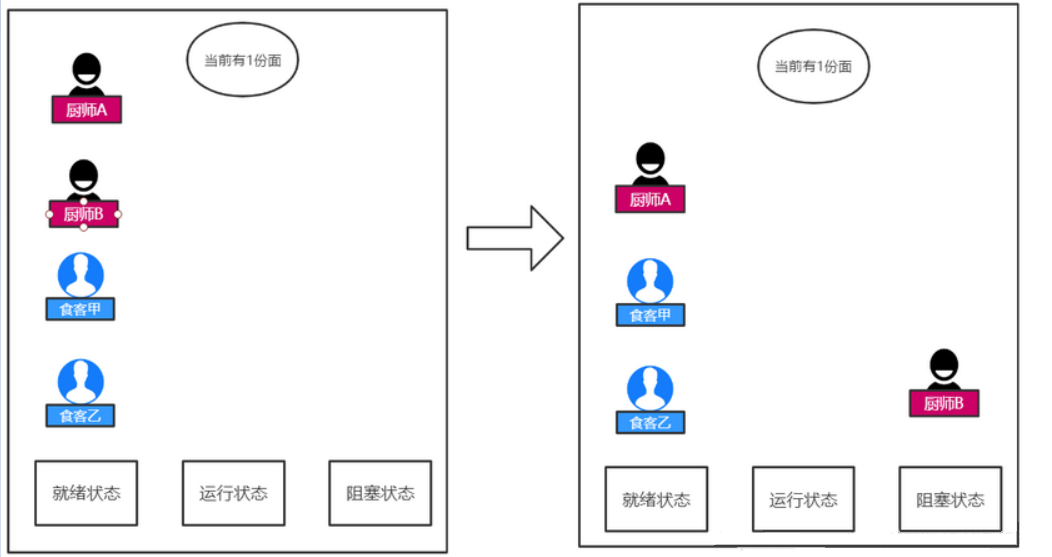 当前有1份面
厨师A
厨师B
食客甲
食客乙
就绪状态
运行状态
阻塞状态
当前有1份面
厨师A
食客甲
食客乙
厨师B
就绪状态
运行状态
阻塞状态